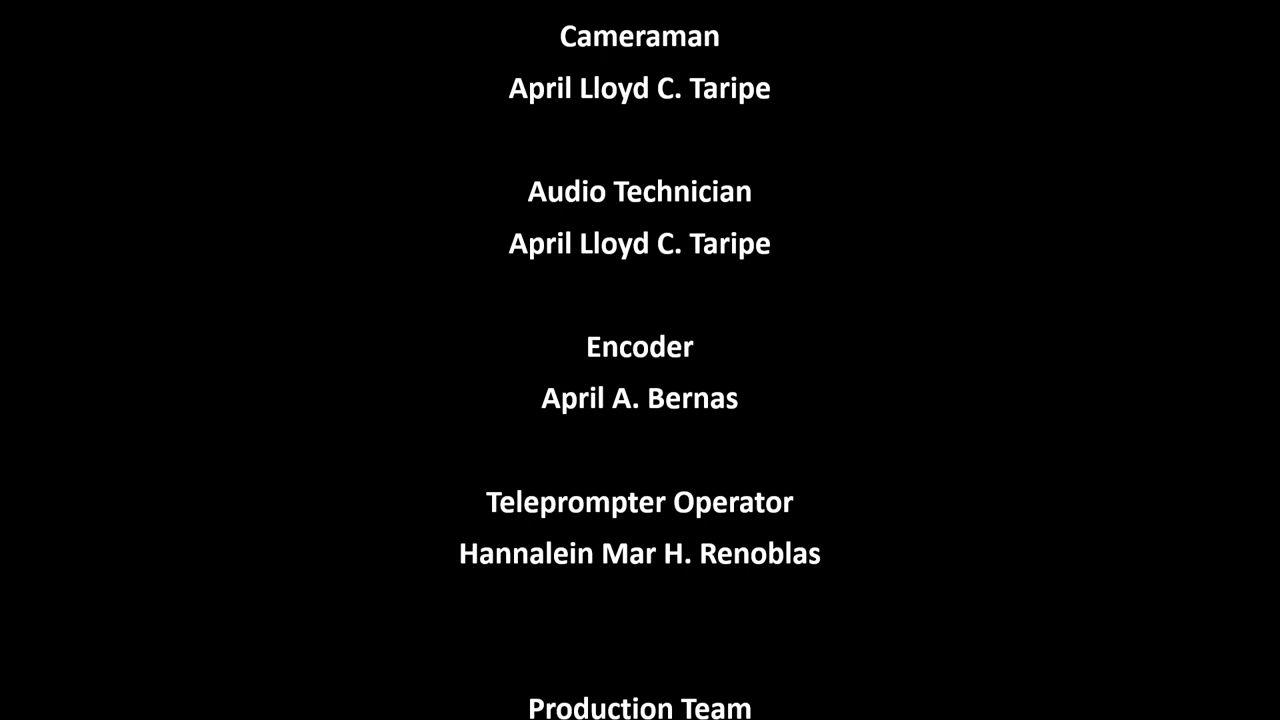 Cameraman
April Lloyd C. Taripe
Audio Technician
April Lloyd C. Taripe
Encoder
April A. Bernas
Teleprompter Operator
Hannalein Mar H. Renoblas
Production Team